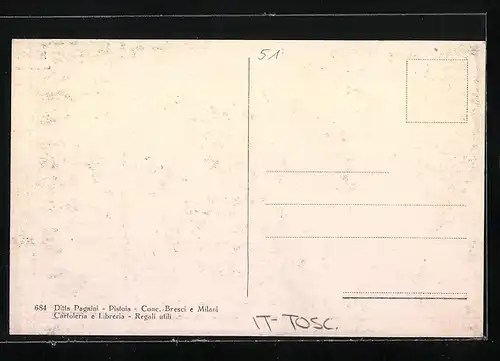 51
684 Ditta Pagnini - Pistoia - Conc. Bresci e Milani
Cartoleria e Libreria - Regali utili
IT-TOSC.